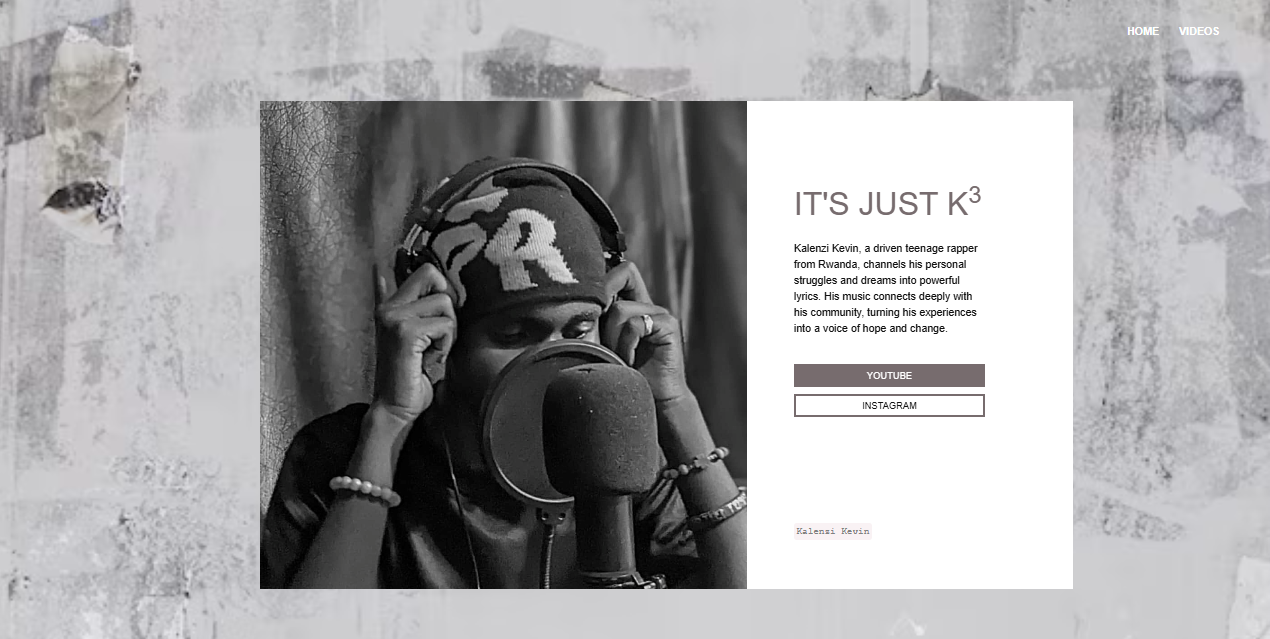 HOME VIDEOS
IT'S JUST K³
Kalenzi Kevin, a driven teenage rapper
from Rwanda, channels his personal
struggles and dreams into powerful
lyrics. His music connects deeply with
his community, turning his experiences
into a voice of hope and change.
YOUTUBE
INSTAGRAM
Kalenzi Kevin
R